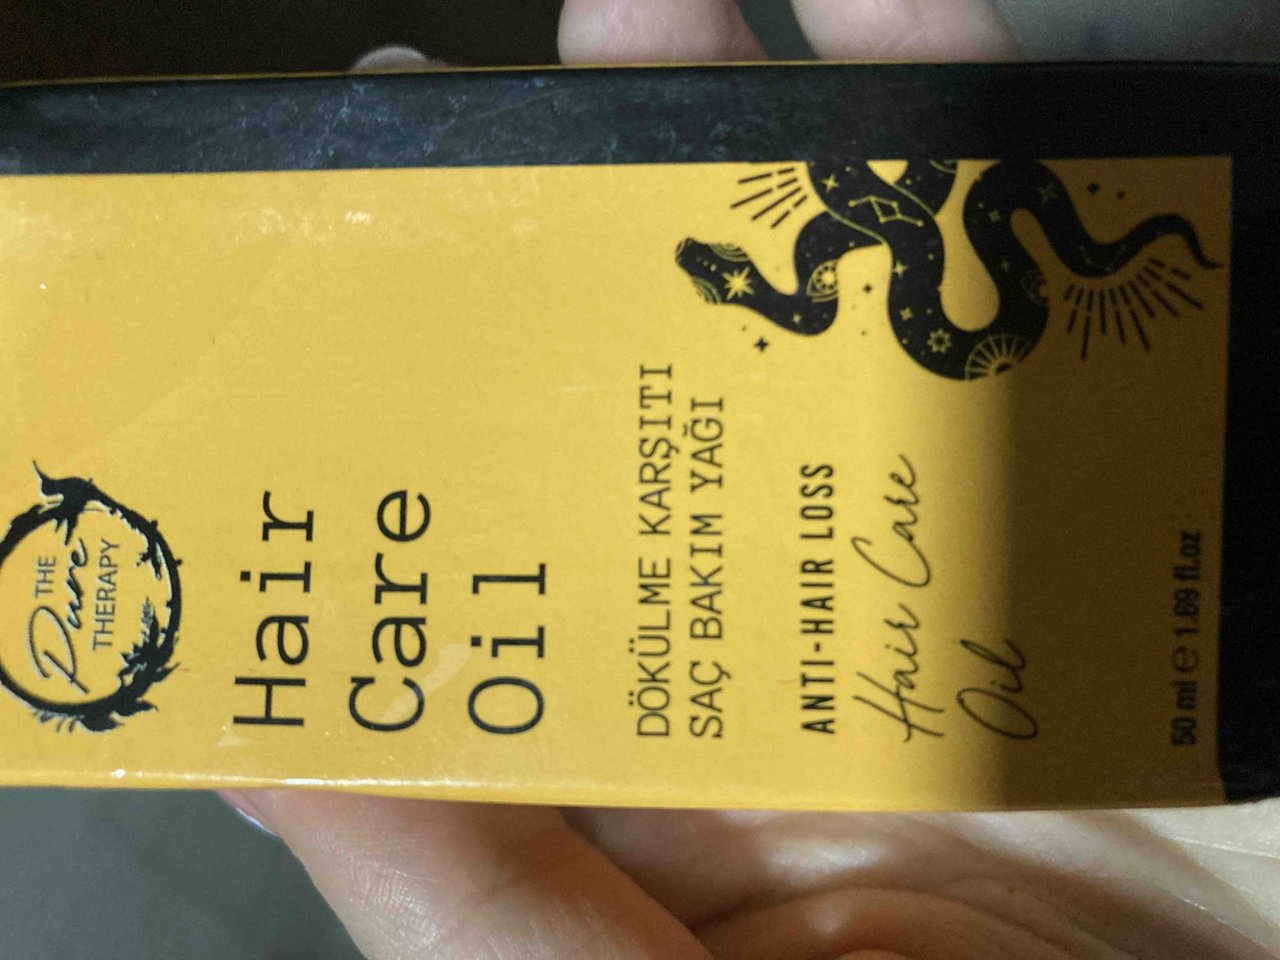 THE
Pure
THERAPY
Hair
Care
Oil
DÖKÜLME KARŞITI
SAÇ BAKIM YAĞI
ANTI-HAIR LOSS
Hair Care
Oil
50 ml ℮ 1.69 fl.oz